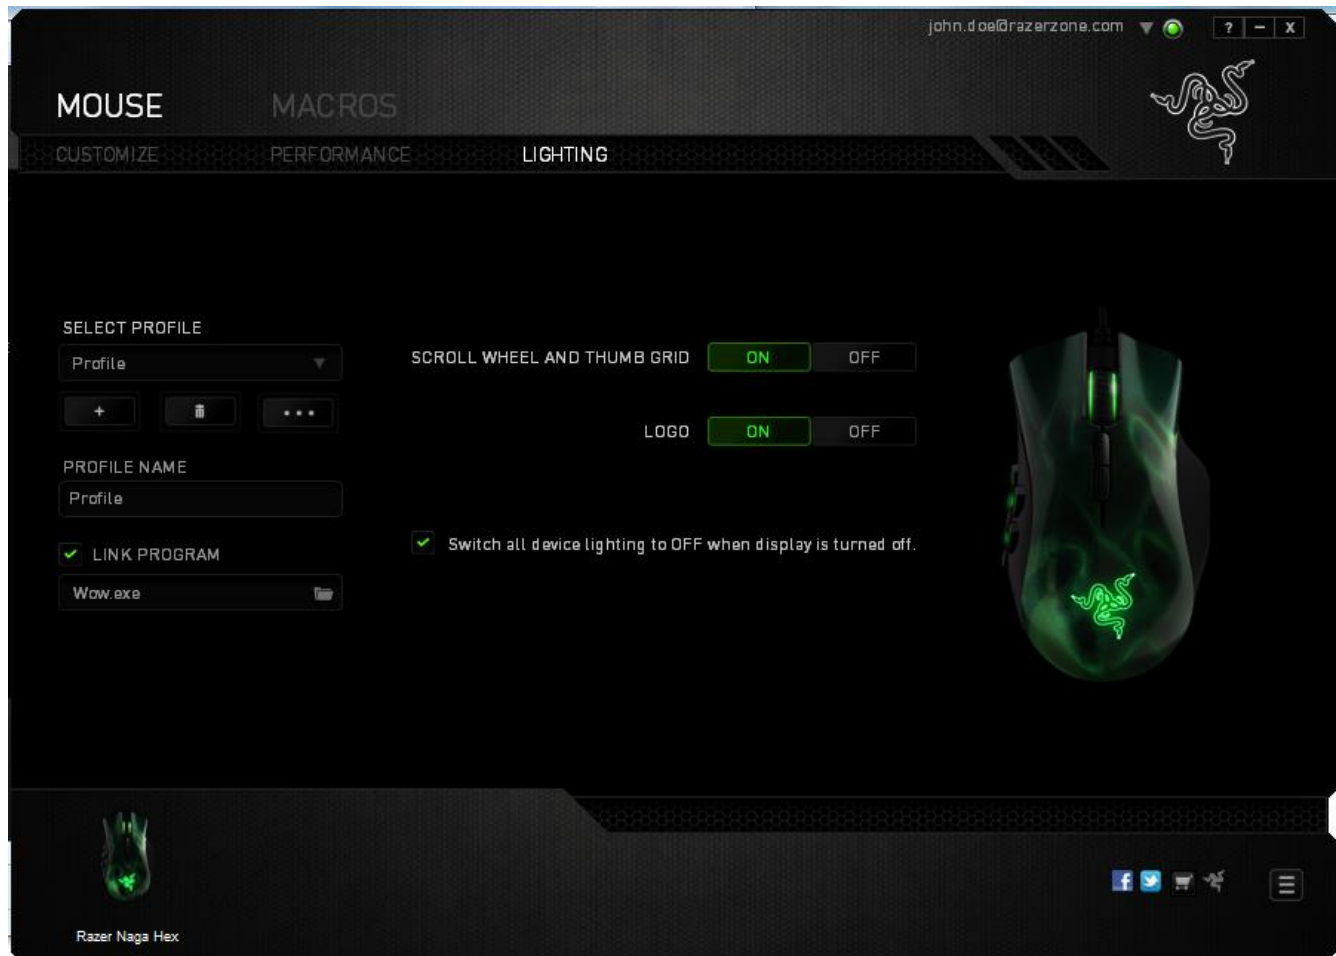 john.doe@razerzone.com
? – X
MOUSE MACROS
CUSTOMIZE PERFORMANCE LIGHTING
SELECT PROFILE
Profile
SCROLL WHEEL AND THUMB GRID ON OFF
+ •••
LOGO ON OFF
PROFILE NAME
Profile
Switch all device lighting to OFF when display is turned off.
LINK PROGRAM
Wow.exe
Razer Naga Hex